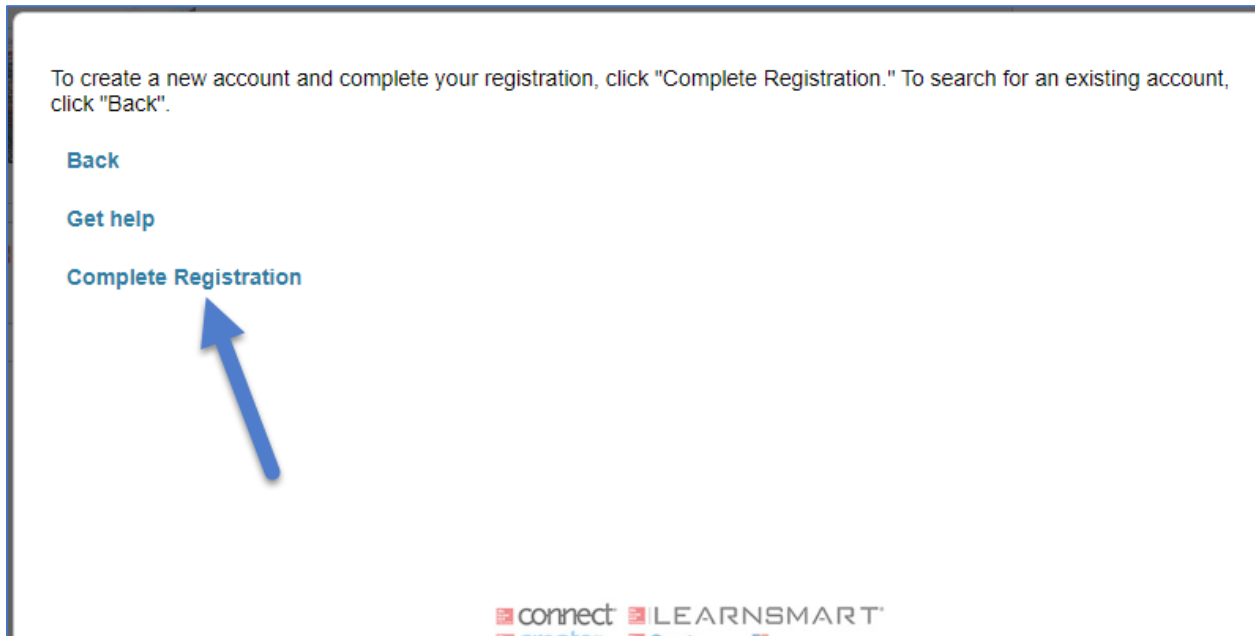 To create a new account and complete your registration, click "Complete Registration." To search for an existing account,
click "Back".
Back
Get help
Complete Registration
connect LEARNSMART